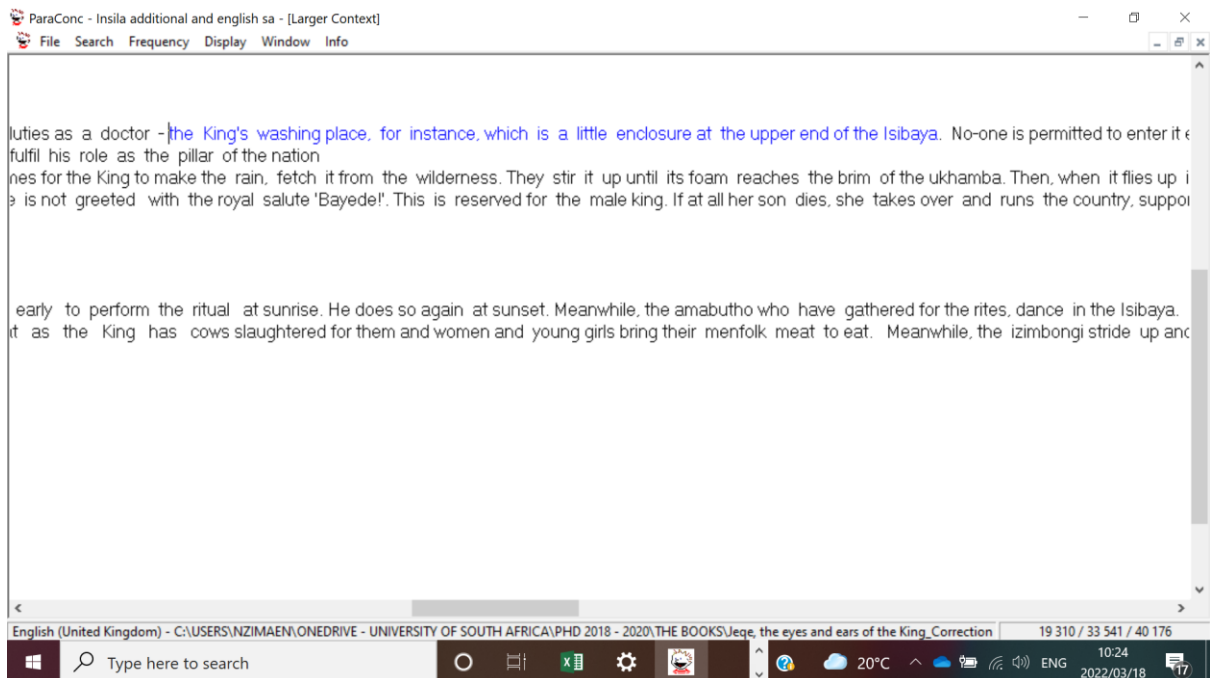 ParaConc - Insila additional and english sa - [Larger Context]
File Search Frequency Display Window Info
luties as a doctor - the King's washing place, for instance, which is a little enclosure at the upper end of the Isibaya. No-one is permitted to enter it e
fulfil his role as the pillar of the nation
nes for the King to make the rain, fetch it from the wilderness. They stir it up until its foam reaches the brim of the ukhamba. Then, when it flies up i
e is not greeted with the royal salute 'Bayede!'. This is reserved for the male king. If at all her son dies, she takes over and runs the country, suppor
early to perform the ritual at sunrise. He does so again at sunset. Meanwhile, the amabutho who have gathered for the rites, dance in the Isibaya.
at as the King has cows slaughtered for them and women and young girls bring their menfolk meat to eat. Meanwhile, the izimbongi stride up and
English (United Kingdom) - C:\USERS\NZIMAEN\ONEDRIVE - UNIVERSITY OF SOUTH AFRICA\PHD 2018 - 2020\THE BOOKS\Jeqe, the eyes and ears of the King_Correction 19 310 / 33 541 / 40 176
Type here to search 20°C ENG 10:24
2022/03/18 17